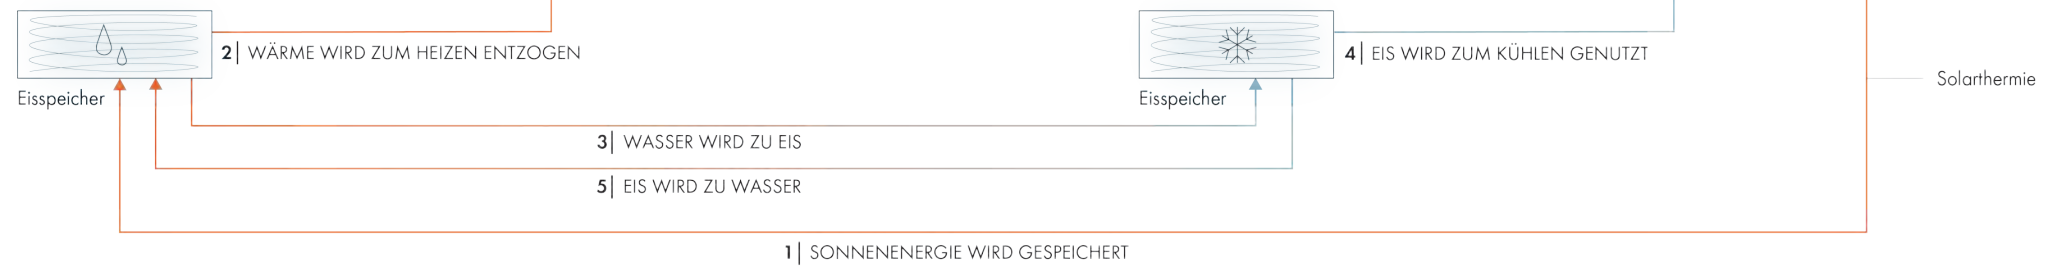 2| WÄRME WIRD ZUM HEIZEN ENTZOGEN
4| EIS WIRD ZUM KÜHLEN GENUTZT
Solarthermie
Eisspeicher
Eisspeicher
3| WASSER WIRD ZU EIS
5| EIS WIRD ZU WASSER
1| SONNENENERGIE WIRD GESPEICHERT